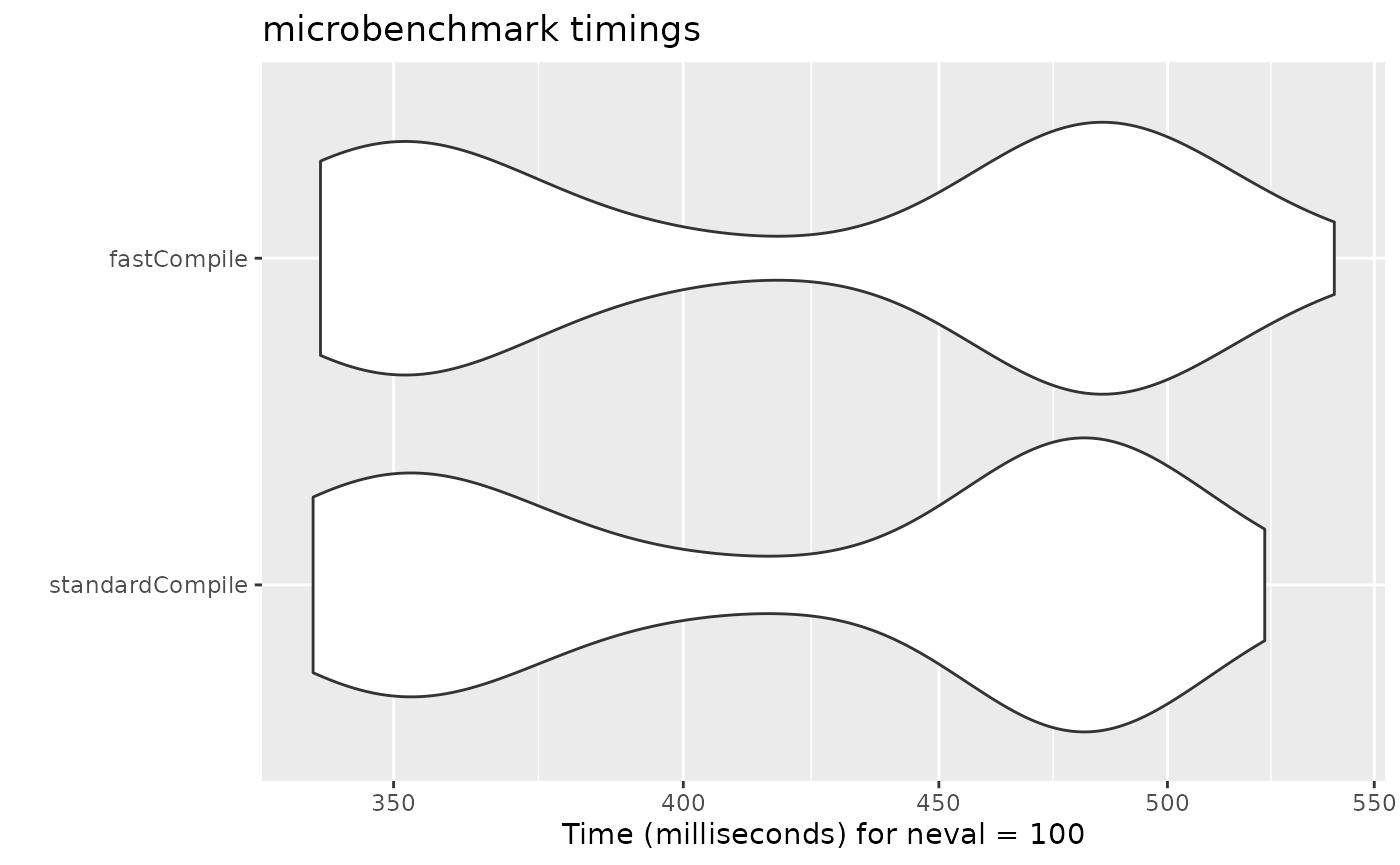 microbenchmark timings
fastCompile
standardCompile
350 400 450 500 550
Time (milliseconds) for neval = 100